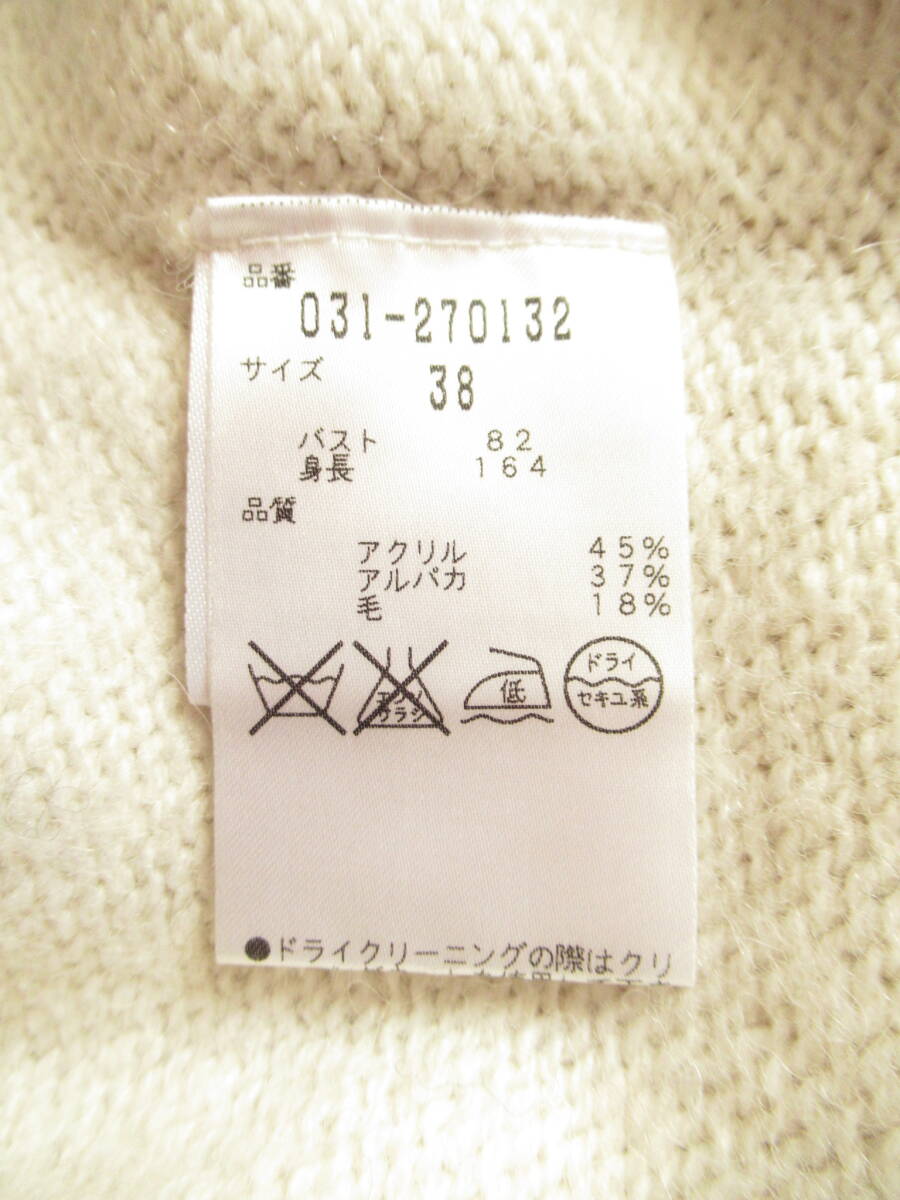 品番
031-270132
サイズ 38
バスト 82
身長 164
品質
アクリル 45%
アルパカ 37%
毛 18%
エンソ
サラシ
低
ドライ
セキユ系
●ドライクリーニングの際はクリ